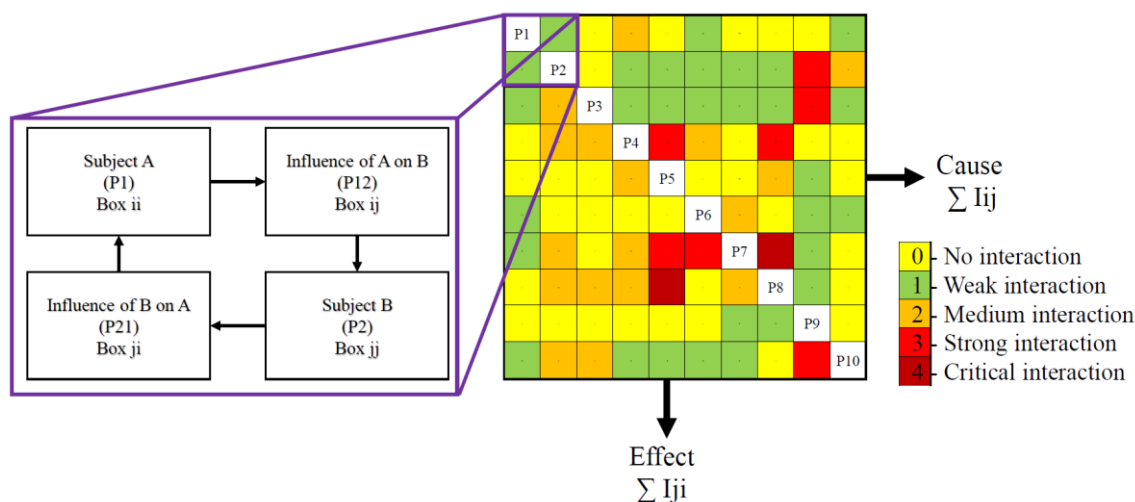 Subject A
(P1)
Box ii
Influence of A on B
(P12)
Box ij
Influence of B on A
(P21)
Box ji
Subject B
(P2)
Box jj
P1
P2
P3
P4
P5
P6
P7
P8
P9
P10
Cause
∑ Iij
0 - No interaction
1 - Weak interaction
2 - Medium interaction
3 - Strong interaction
4 - Critical interaction
Effect
∑ Iji